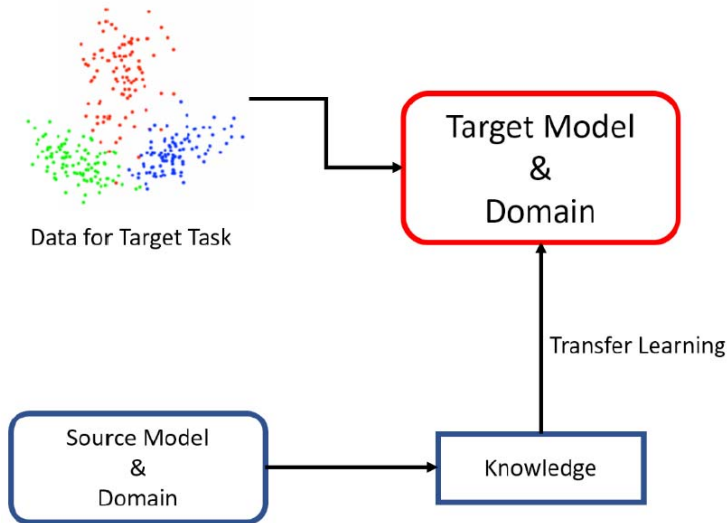 Target Model
&
Domain
Data for Target Task
Transfer Learning
Source Model
&
Domain
Knowledge